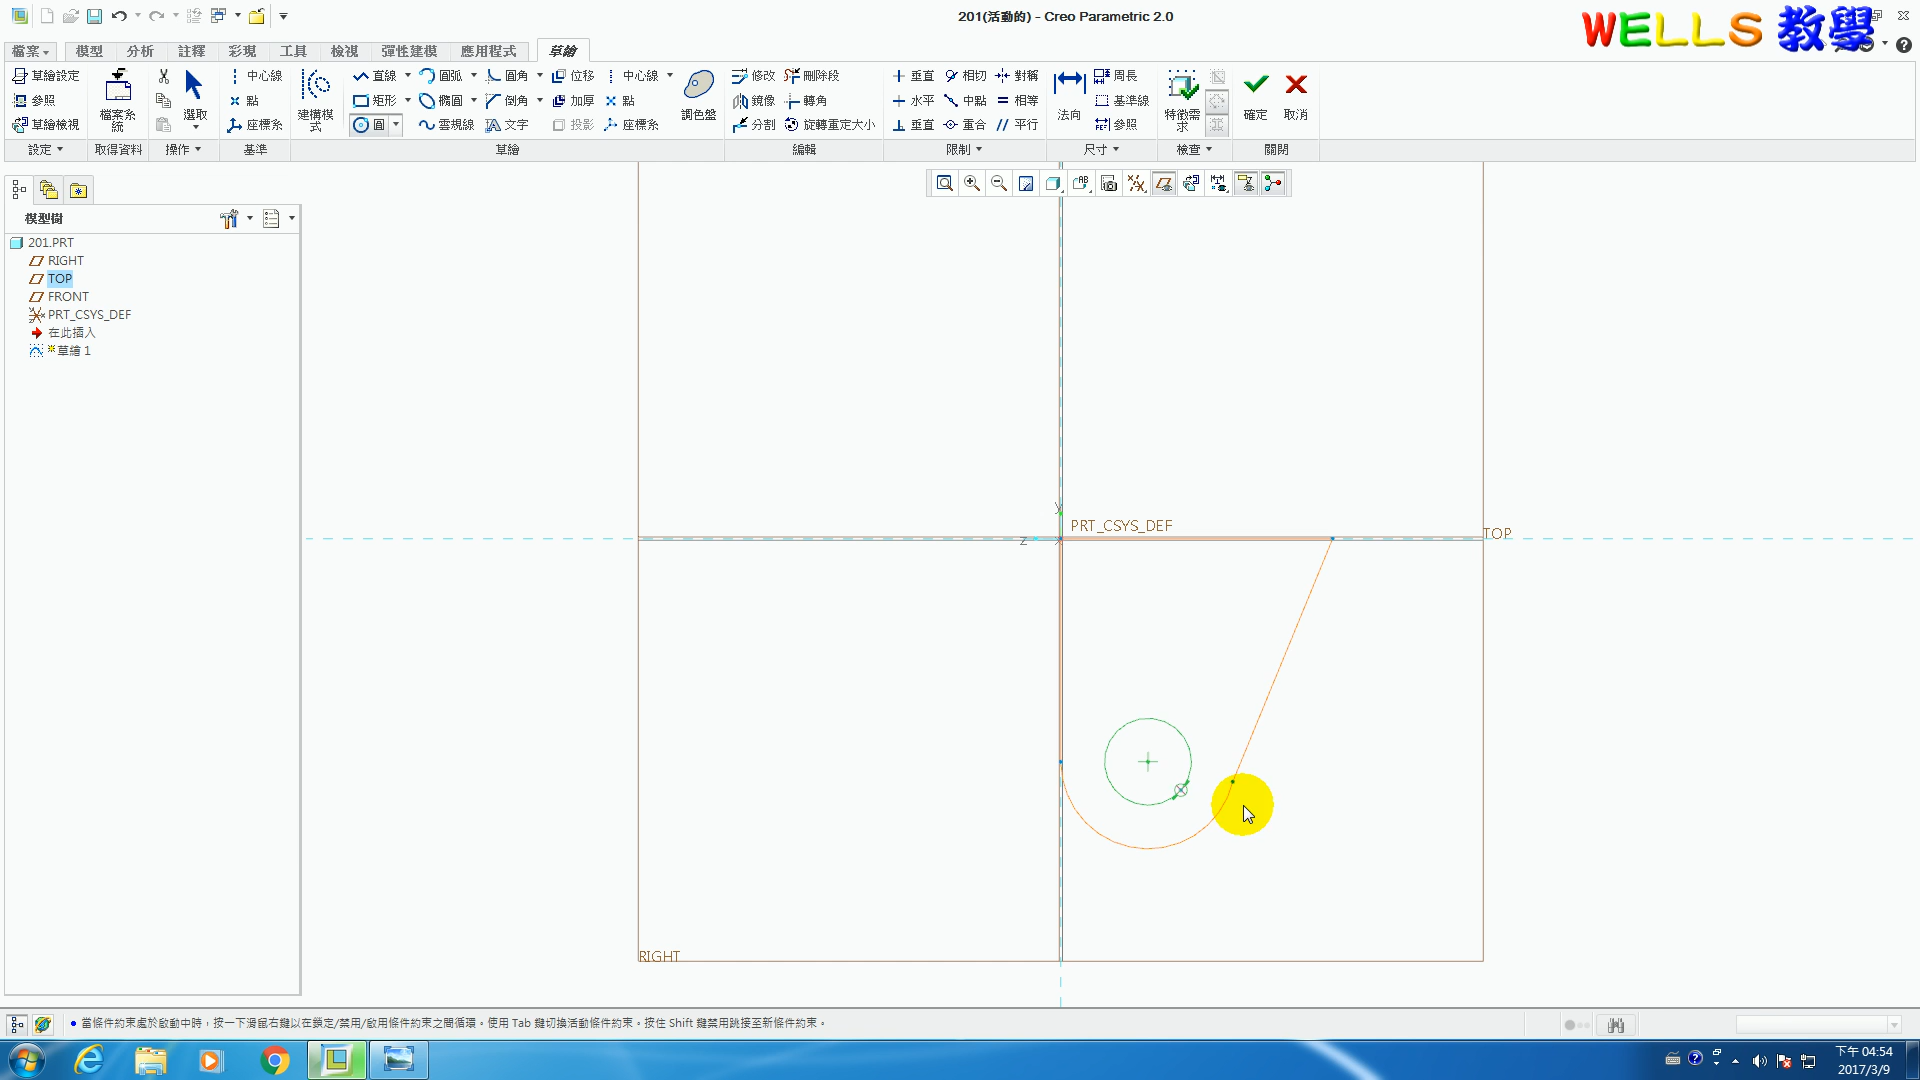 201(活動的) - Creo Parametric 2.0
WELLS 教學
檔案 模型 分析 註釋 彩現 工具 檢視 彈性建模 應用程式 草繪
草繪設定 中心線 直線 圓弧 圓角 位移 中心線 修改 刪除段 垂直 相切 對稱 周長
參照 點 矩形 橢圓 倒角 加厚 點 鏡像 轉角 水平 中點 相等 基準線
草繪檢視 座標系 圓 雲規線 文字 投影 座標系 分割 旋轉重定大小 垂直 重合 平行 參照
檔案系統 選取 建構模式 調色盤 法向 特徵需求 確定 取消
設定 取得資料 操作 基準 草繪 編輯 限制 尺寸 檢查 關閉
模型樹
201.PRT
RIGHT
TOP
FRONT
PRT_CSYS_DEF
在此插入
草繪 1
y
PRT_CSYS_DEF
z
x
TOP
RIGHT
當條件約束處於啟動中時，按一下滑鼠右鍵以在鎖定/禁用/啟用條件約束之間循環。使用 Tab 鍵切換活動條件約束。按住 Shift 鍵禁用跳接至新條件約束。
下午 04:54
2017/3/9